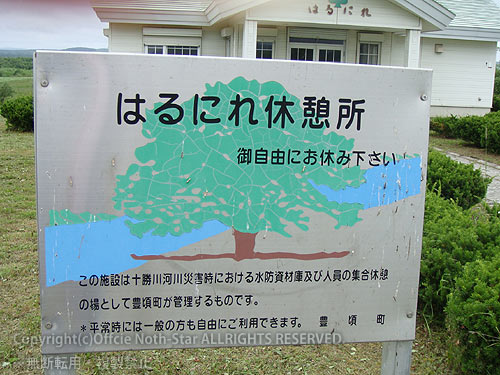 はるにれ
はるにれ休憩所
御自由にお休み下さい
この施設は十勝川河川災害時における水防資材庫及び人員の集合休憩
の場として豊頃町が管理するものです。
*平常時には一般の方も自由にご利用できます。 豊頃町
Copyright(c)Offcie Noth-Star ALLRIGHTS RESERVED
無断転用・複製禁止